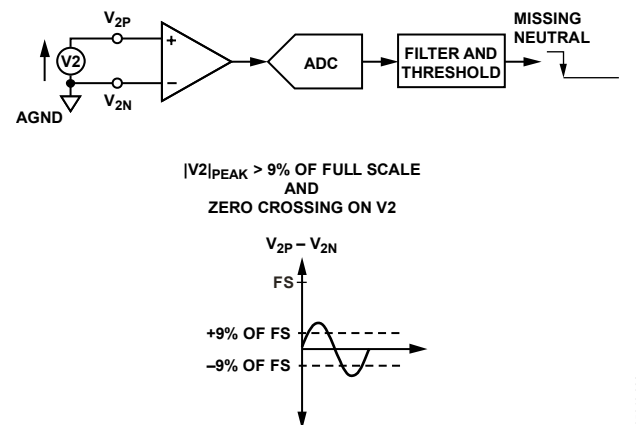 V2P
V2
+
−
V2N
AGND
ADC
FILTER AND
THRESHOLD
MISSING
NEUTRAL
|V2|PEAK > 9% OF FULL SCALE
AND
ZERO CROSSING ON V2
V2P – V2N
FS
+9% OF FS
–9% OF FS